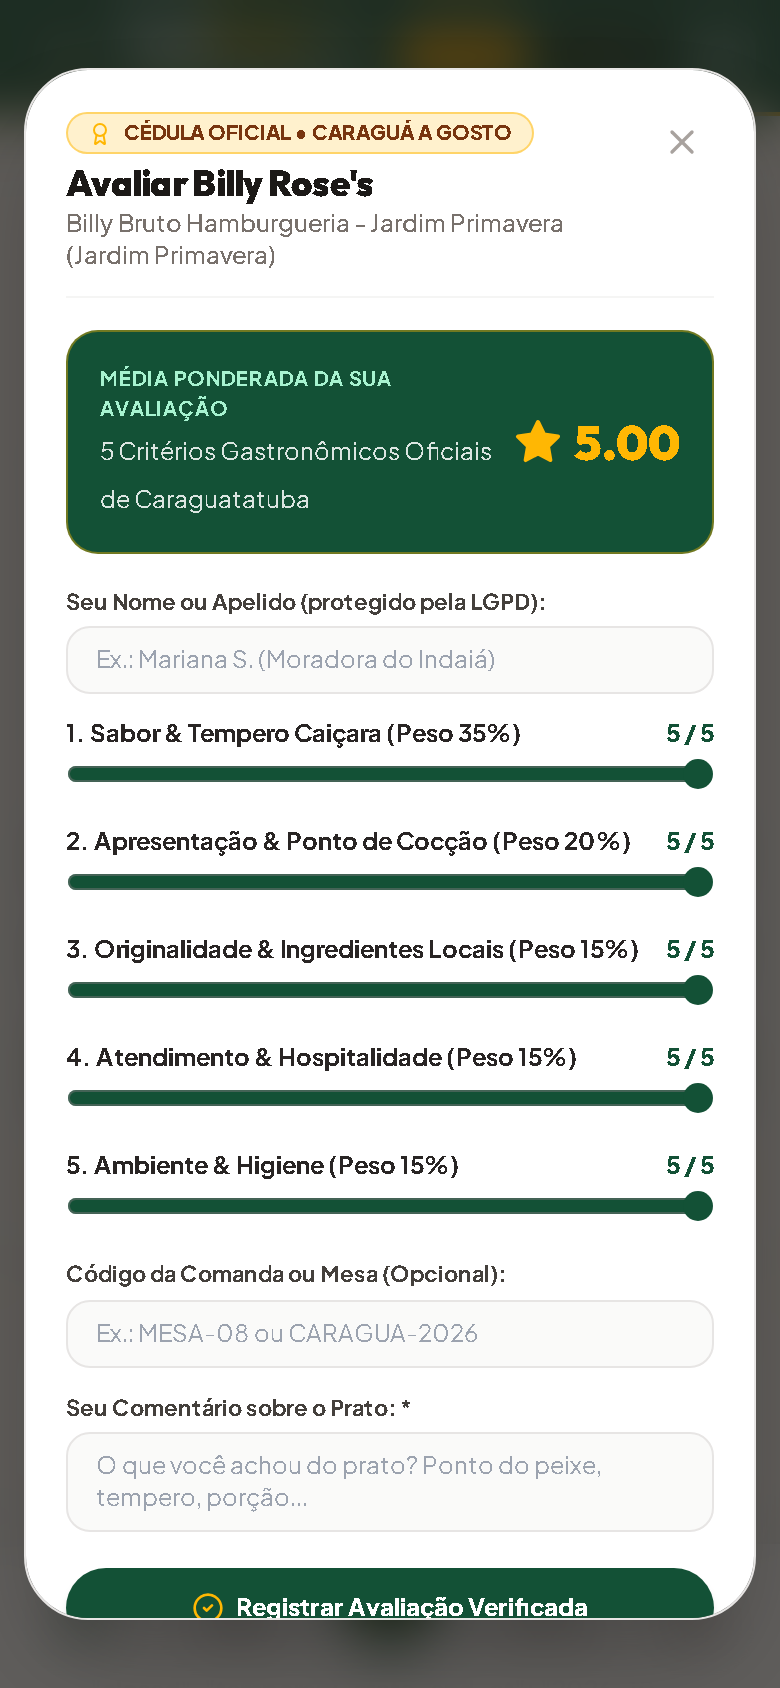 CÉDULA OFICIAL • CARAGUÁ A GOSTO
Avaliar Billy Rose's
Billy Bruto Hamburgueria - Jardim Primavera
(Jardim Primavera)
MÉDIA PONDERADA DA SUA
AVALIAÇÃO
5 Critérios Gastronômicos Oficiais
de Caraguatatuba
5.00
Seu Nome ou Apelido (protegido pela LGPD):
Ex.: Mariana S. (Moradora do Indaiá)
1. Sabor & Tempero Caiçara (Peso 35%) 5 / 5
2. Apresentação & Ponto de Cocção (Peso 20%) 5 / 5
3. Originalidade & Ingredientes Locais (Peso 15%) 5 / 5
4. Atendimento & Hospitalidade (Peso 15%) 5 / 5
5. Ambiente & Higiene (Peso 15%) 5 / 5
Código da Comanda ou Mesa (Opcional):
Ex.: MESA-08 ou CARAGUA-2026
Seu Comentário sobre o Prato: *
O que você achou do prato? Ponto do peixe,
tempero, porção...
Registrar Avaliação Verificada